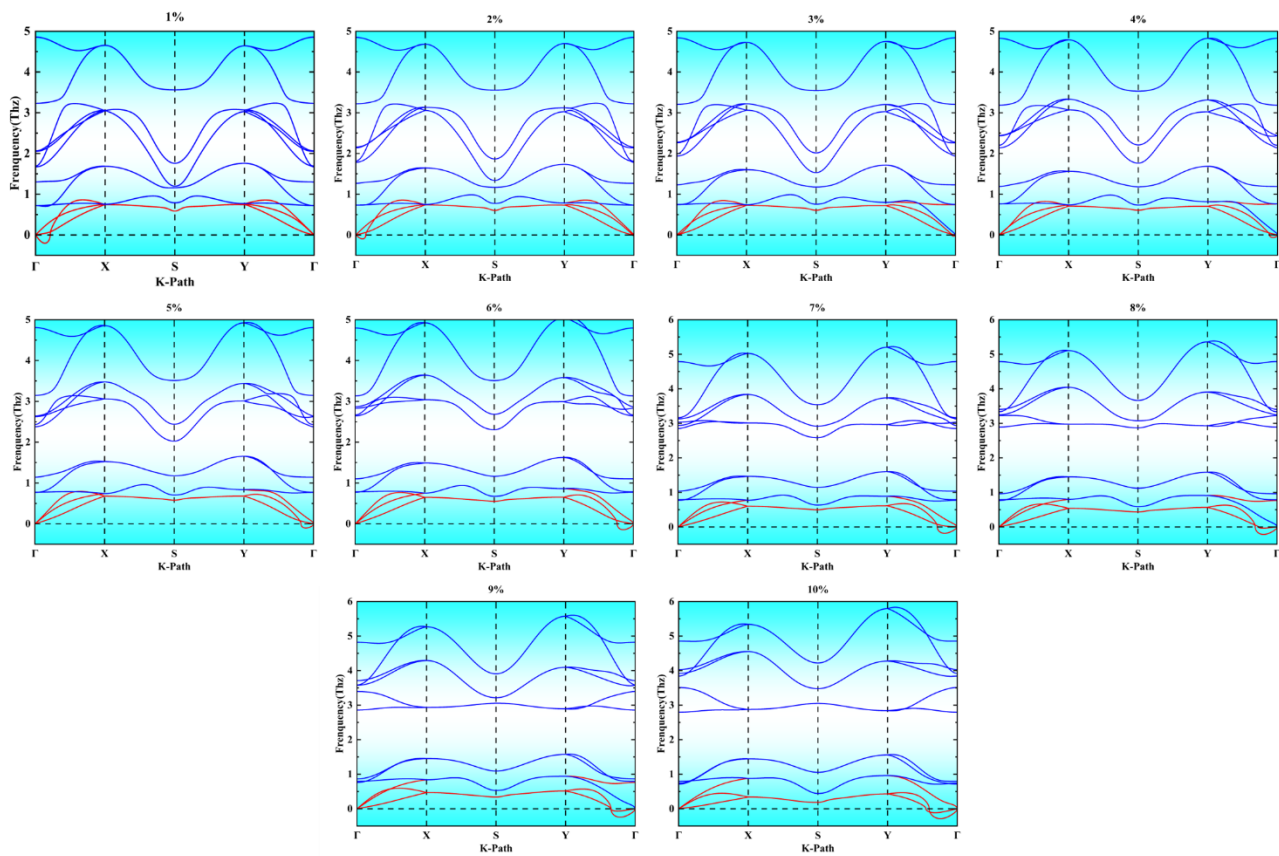 1%
Frenquency(Thz)
5
4
3
2
1
0
Γ X S Y Γ
K-Path
2%
Frenquency(Thz)
5
4
3
2
1
0
Γ X S Y Γ
K-Path
3%
Frenquency(Thz)
5
4
3
2
1
0
Γ X S Y Γ
K-Path
4%
Frenquency(Thz)
5
4
3
2
1
0
Γ X S Y Γ
K-Path
5%
Frenquency(Thz)
5
4
3
2
1
0
Γ X S Y Γ
K-Path
6%
Frenquency(Thz)
5
4
3
2
1
0
Γ X S Y Γ
K-Path
7%
Frenquency(Thz)
6
5
4
3
2
1
0
Γ X S Y Γ
K-Path
8%
Frenquency(Thz)
6
5
4
3
2
1
0
Γ X S Y Γ
K-Path
9%
Frenquency(Thz)
6
5
4
3
2
1
0
Γ X S Y Γ
K-Path
10%
Frenquency(Thz)
6
5
4
3
2
1
0
Γ X S Y Γ
K-Path